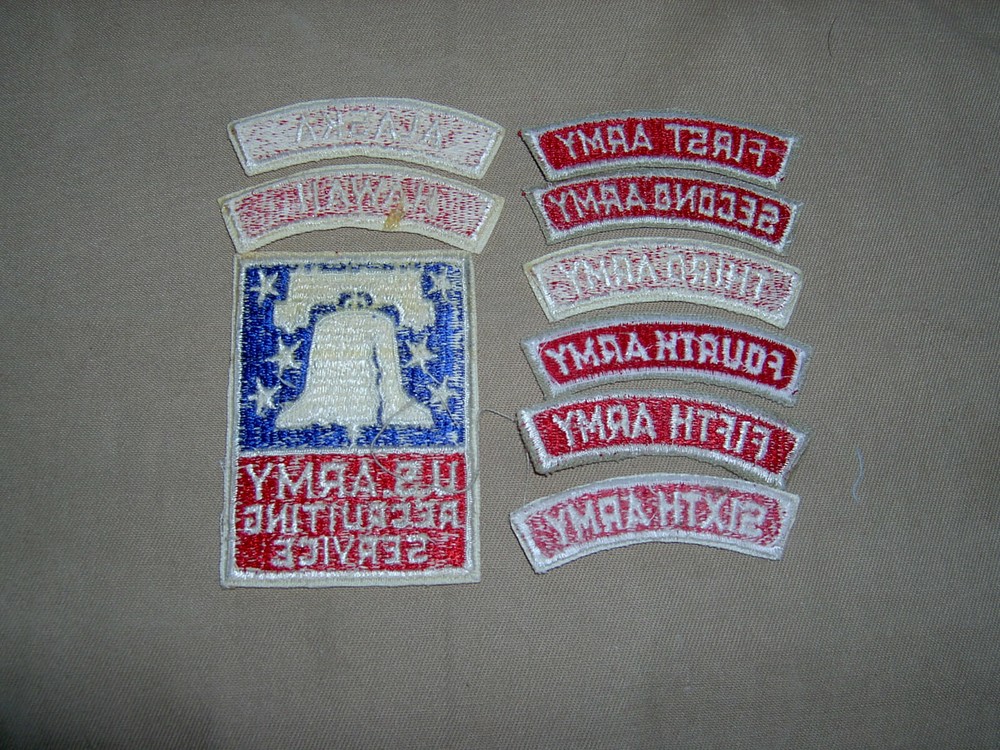 ALASKA
HAWAII
U.S. ARMY
RECRUITING
SERVICE
FIRST ARMY
SECOND ARMY
THIRD ARMY
FOURTH ARMY
FIFTH ARMY
SIXTH ARMY